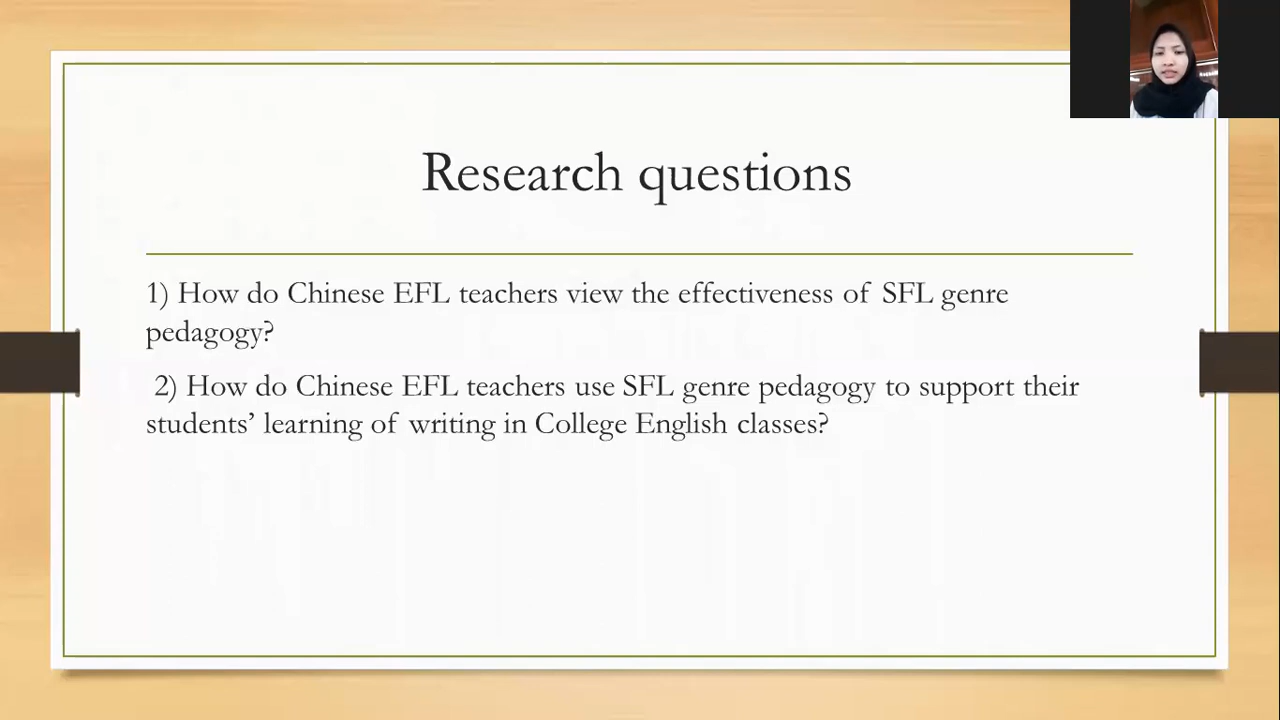 Research questions
1) How do Chinese EFL teachers view the effectiveness of SFL genre
pedagogy?
2) How do Chinese EFL teachers use SFL genre pedagogy to support their
students’ learning of writing in College English classes?